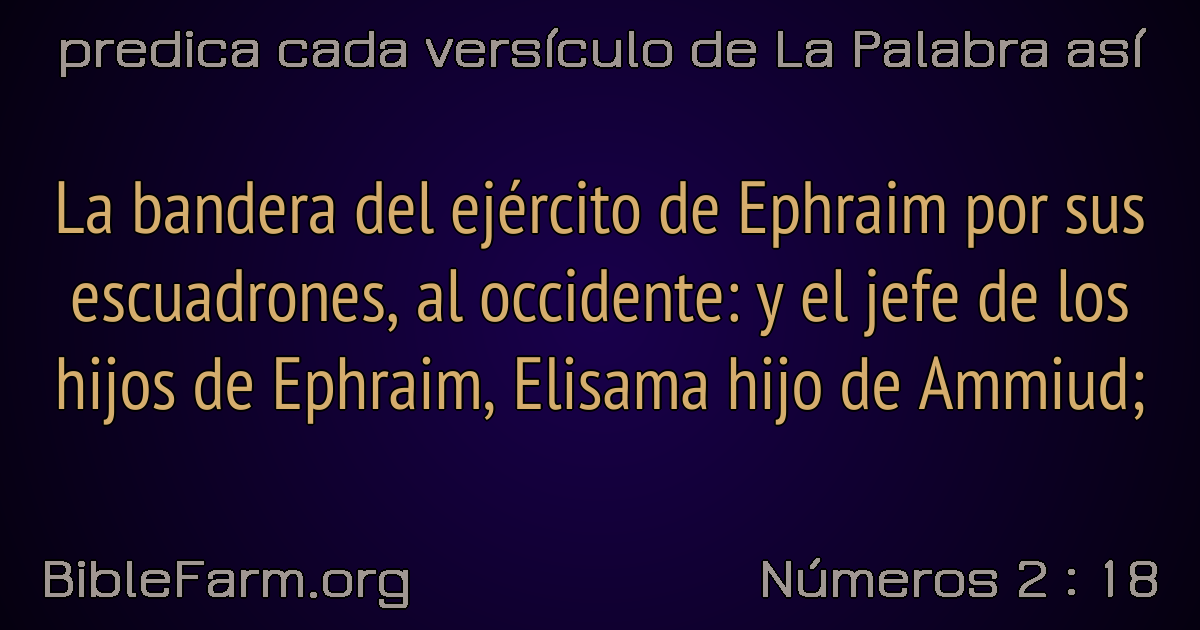 predica cada versículo de La Palabra así
La bandera del ejército de Ephraim por sus
escuadrones, al occidente: y el jefe de los
hijos de Ephraim, Elisama hijo de Ammiud;
BibleFarm.org
Números 2 : 18